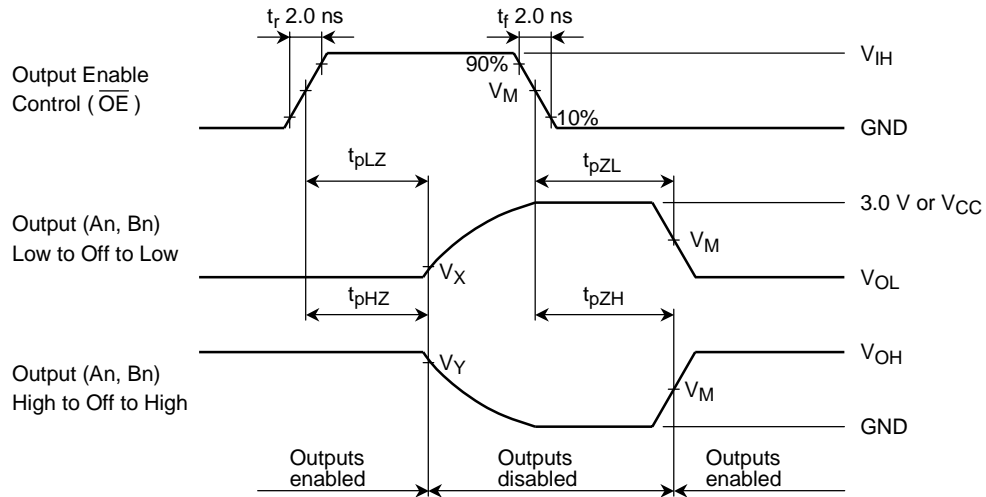 tr 2.0 ns
tf 2.0 ns
Output Enable
Control ( OE )
90%
VM
10%
VIH
GND
tpLZ
tpZL
Output (An, Bn)
Low to Off to Low
VX
VM
3.0 V or VCC
VOL
tpHZ
tpZH
Output (An, Bn)
High to Off to High
VY
VM
VOH
GND
Outputs
enabled
Outputs
disabled
Outputs
enabled